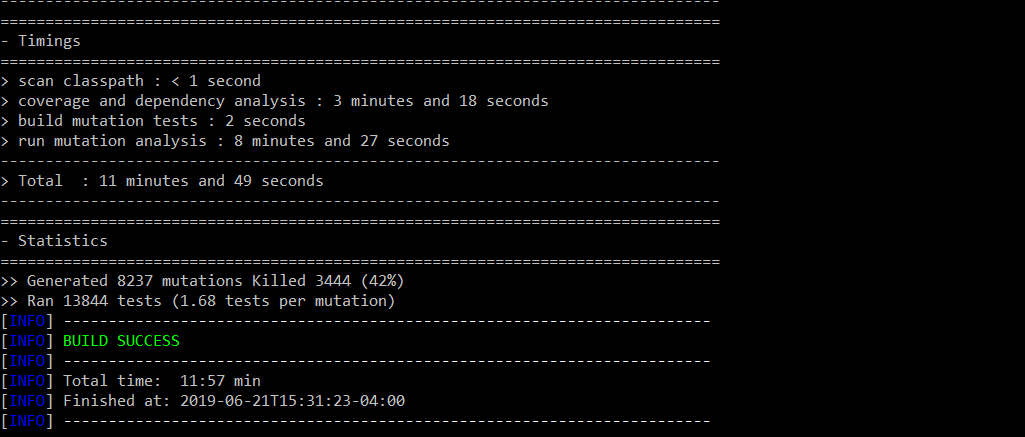 --------------------------------------------------------------------------------
================================================================================
- Timings
================================================================================
> scan classpath : < 1 second
> coverage and dependency analysis : 3 minutes and 18 seconds
> build mutation tests : 2 seconds
> run mutation analysis : 8 minutes and 27 seconds
--------------------------------------------------------------------------------
> Total  : 11 minutes and 49 seconds
--------------------------------------------------------------------------------
================================================================================
- Statistics
================================================================================
>> Generated 8237 mutations Killed 3444 (42%)
>> Ran 13844 tests (1.68 tests per mutation)
[INFO] ------------------------------------------------------------------------
[INFO] BUILD SUCCESS
[INFO] ------------------------------------------------------------------------
[INFO] Total time:  11:57 min
[INFO] Finished at: 2019-06-21T15:31:23-04:00
[INFO] ------------------------------------------------------------------------